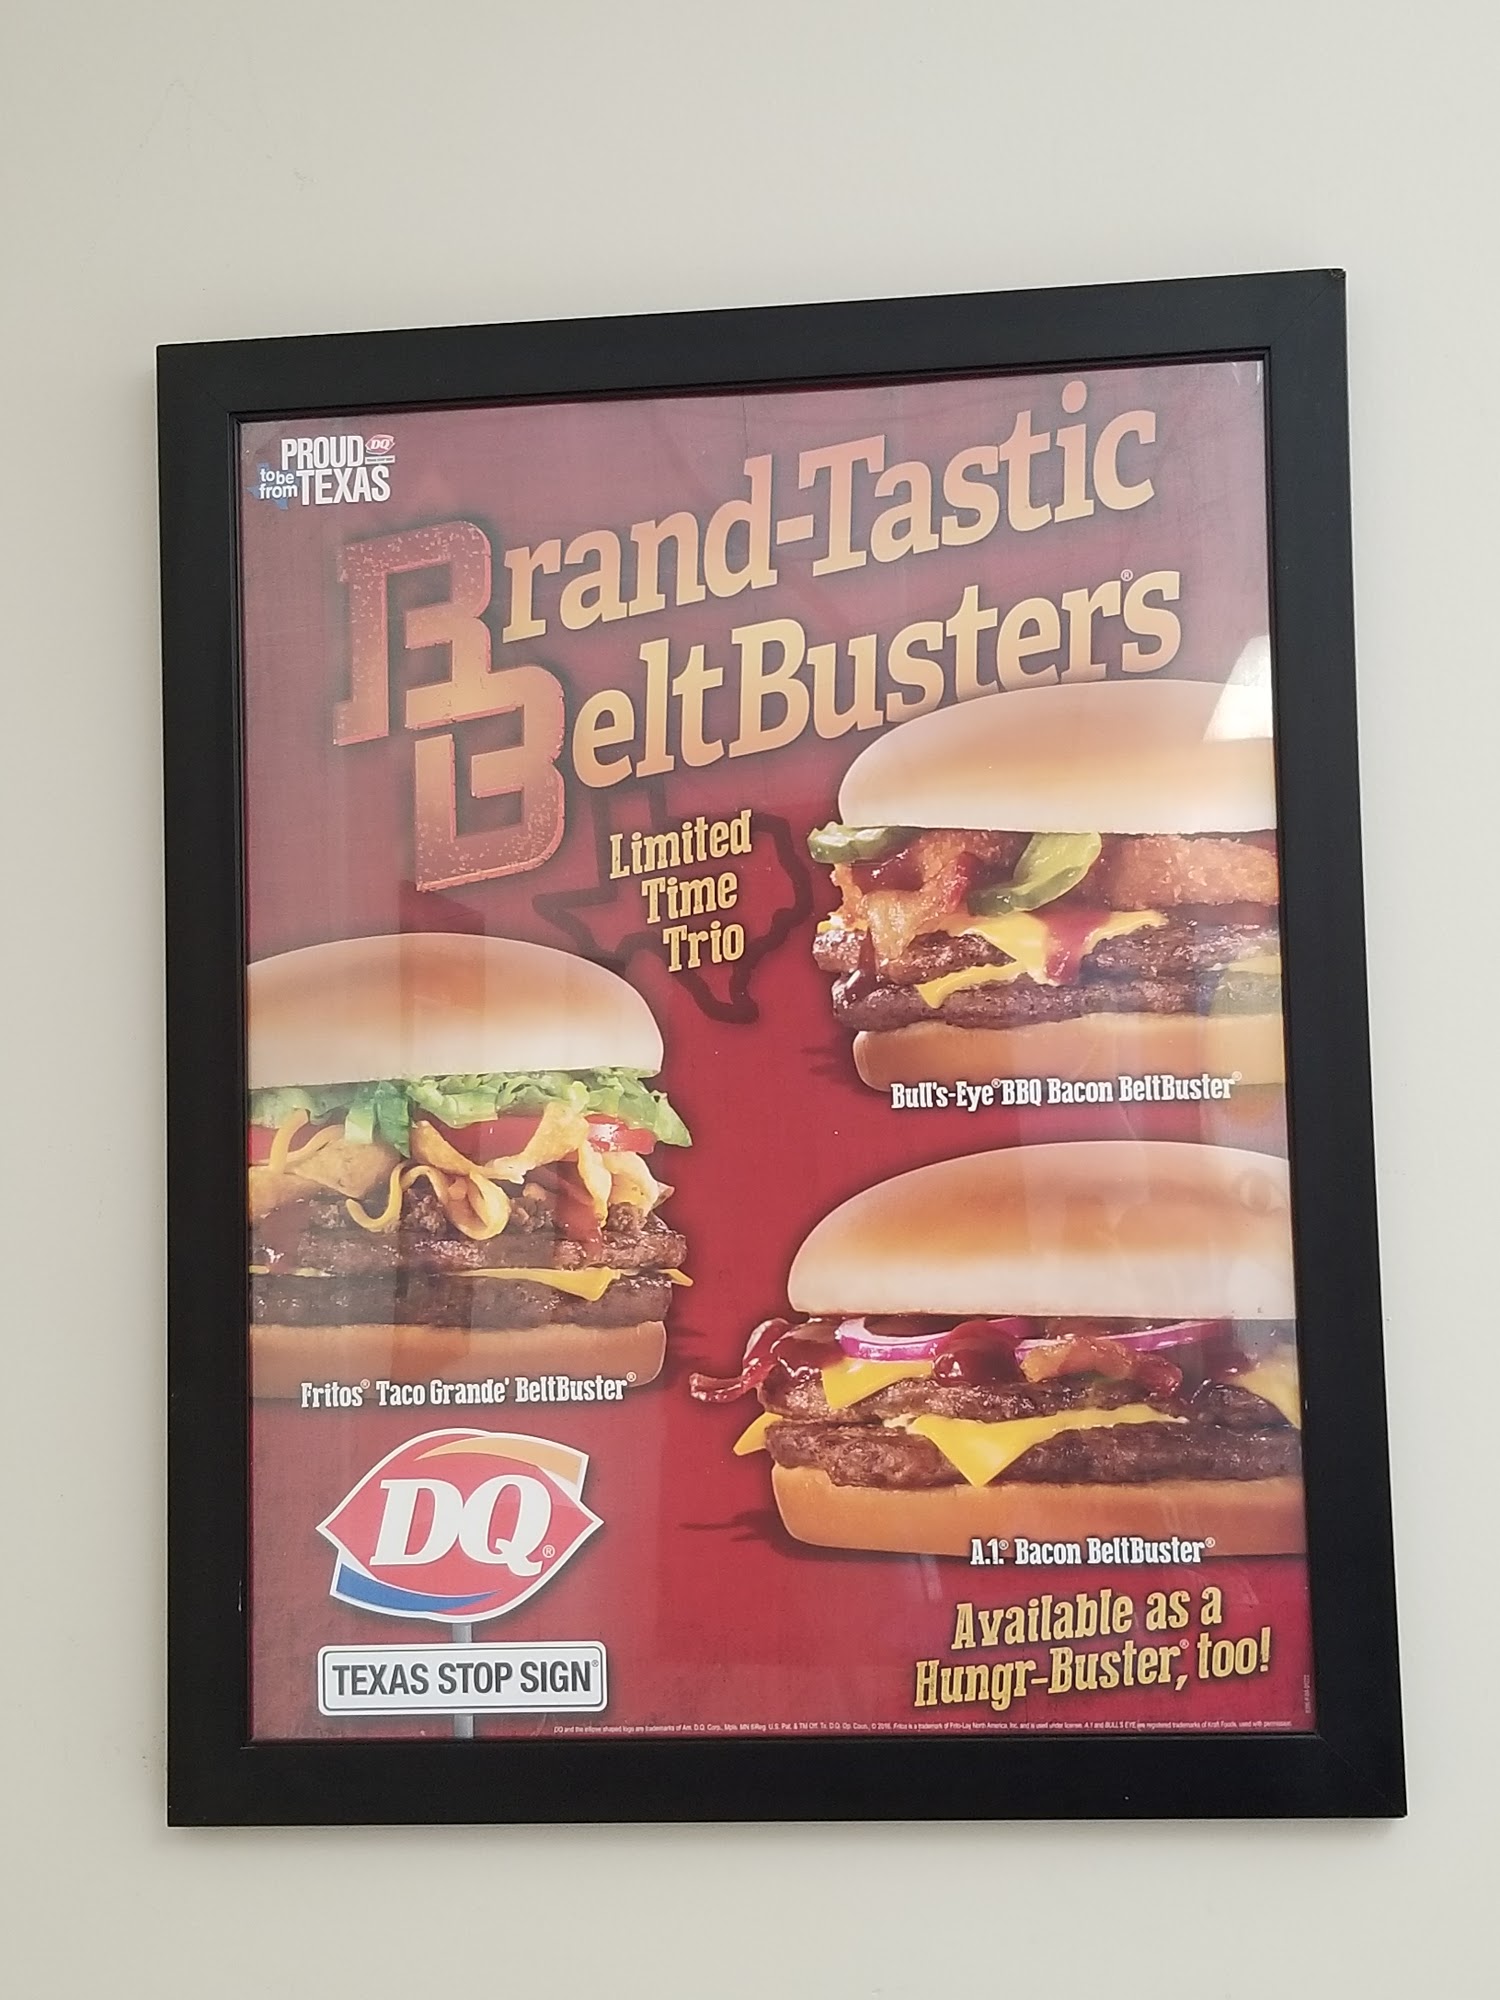 PROUD DQ
to be
from TEXAS
Brand-Tastic
BeltBusters®
Limited
Time
Trio
Bull's-Eye® BBQ Bacon BeltBuster®
Fritos® Taco Grande' BeltBuster®
A.1.® Bacon BeltBuster®
DQ®
TEXAS STOP SIGN®
Available as a
Hungr-Buster®, too!